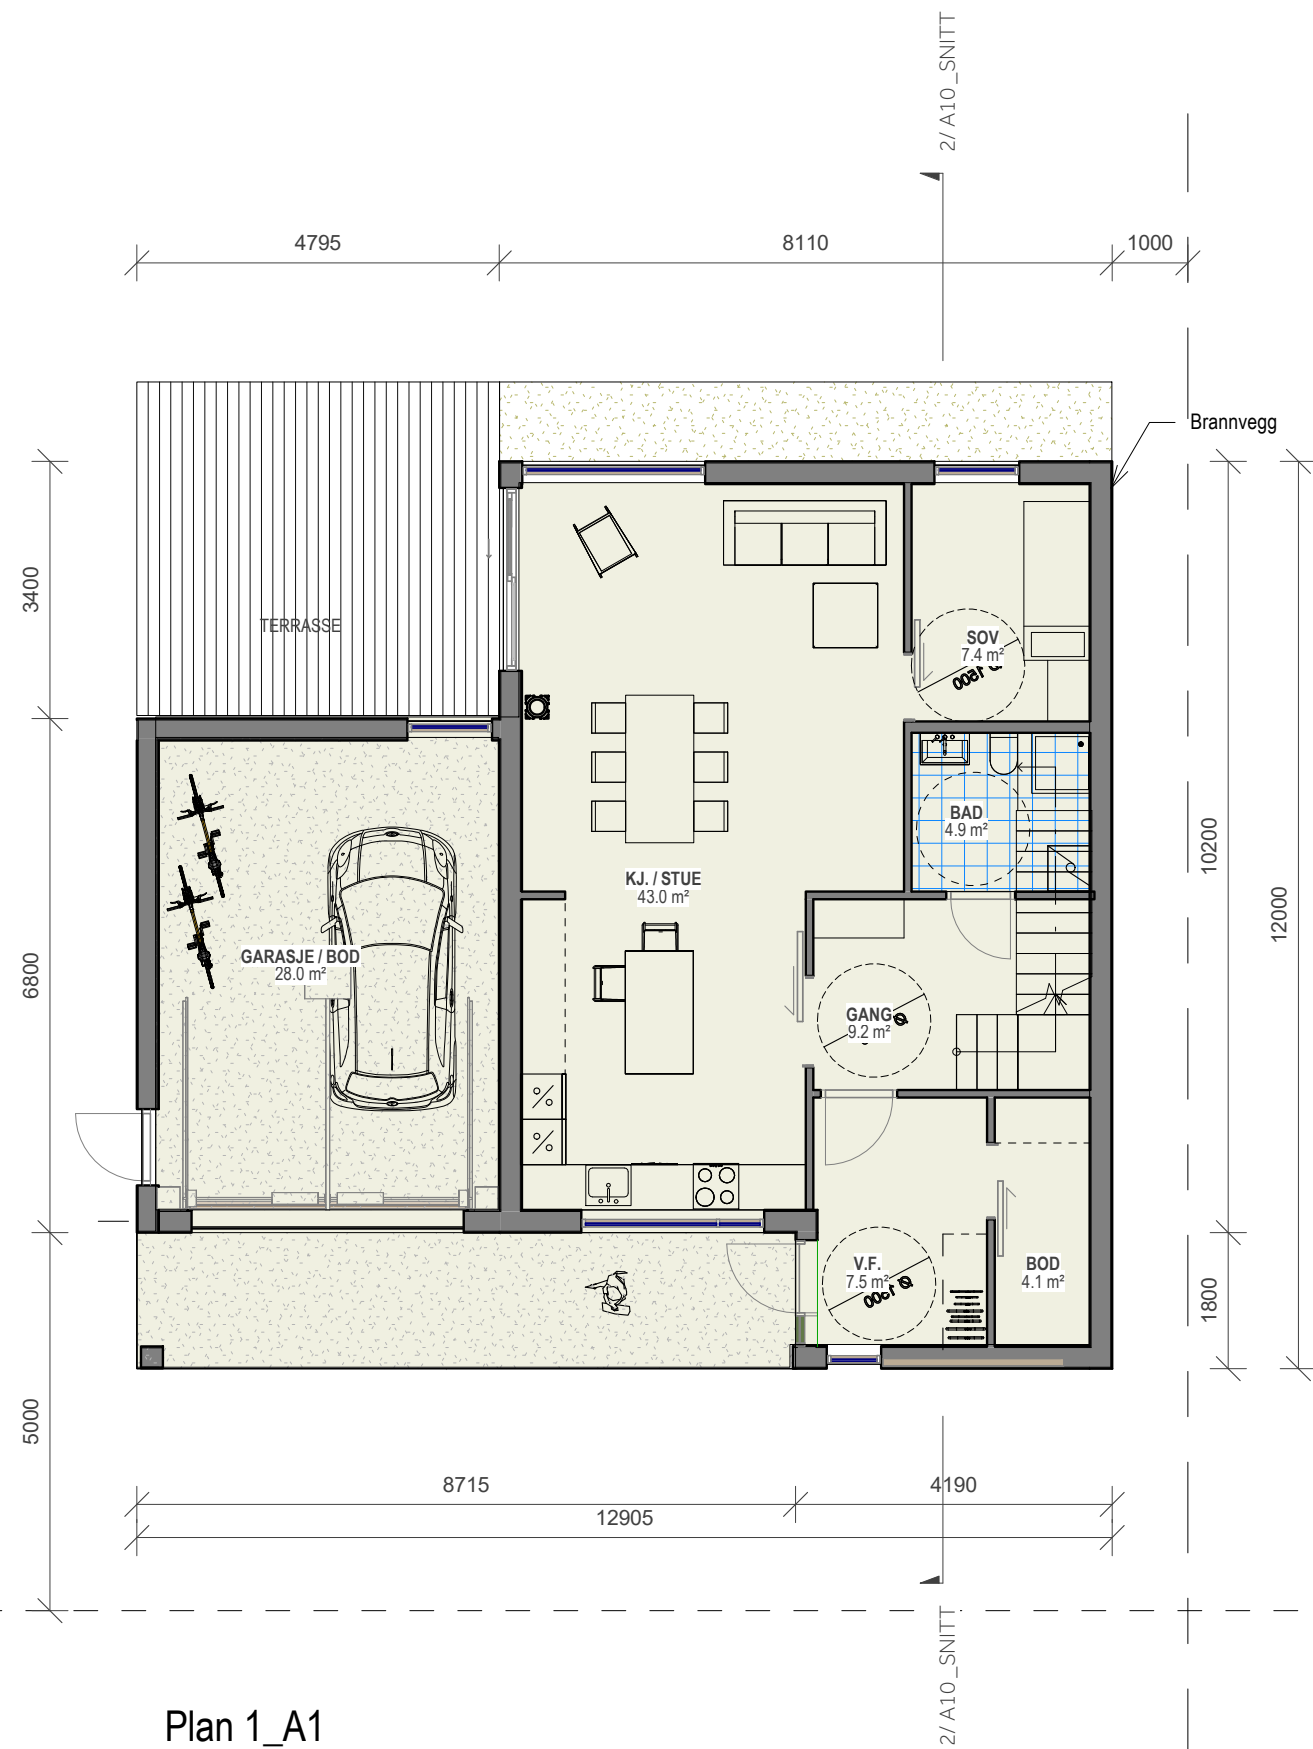 2/ A10_SNITT
4795
8110
1000
Brannvegg
3400
TERRASSE
SOV
7.4 m²
BAD
4.9 m²
10200
12000
KJ. / STUE
43.0 m²
GARASJE / BOD
28.0 m²
6800
GANG
9.2 m²
V.F.
7.5 m²
BOD
4.1 m²
1800
5000
8715
4190
12905
2/ A10_SNITT
Plan 1_A1